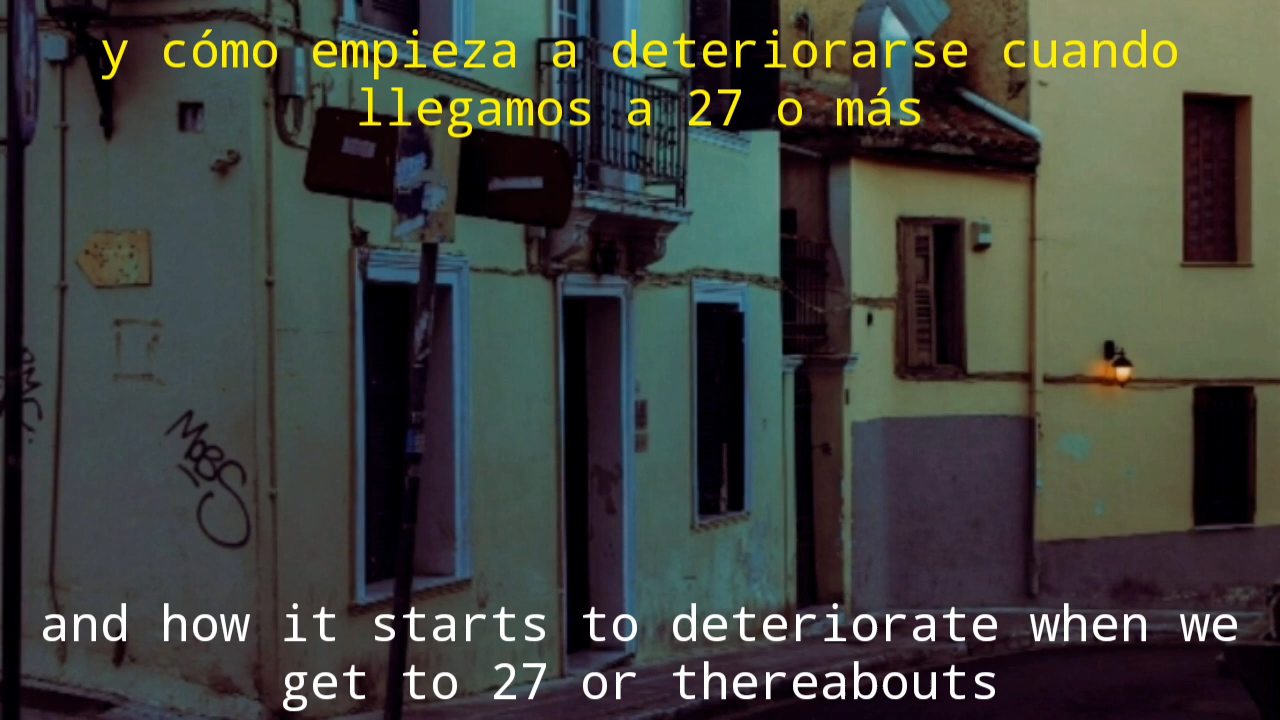 y cómo empieza a deteriorarse cuando
llegamos a 27 o más
MOBS
and how it starts to deteriorate when we
get to 27 or thereabouts